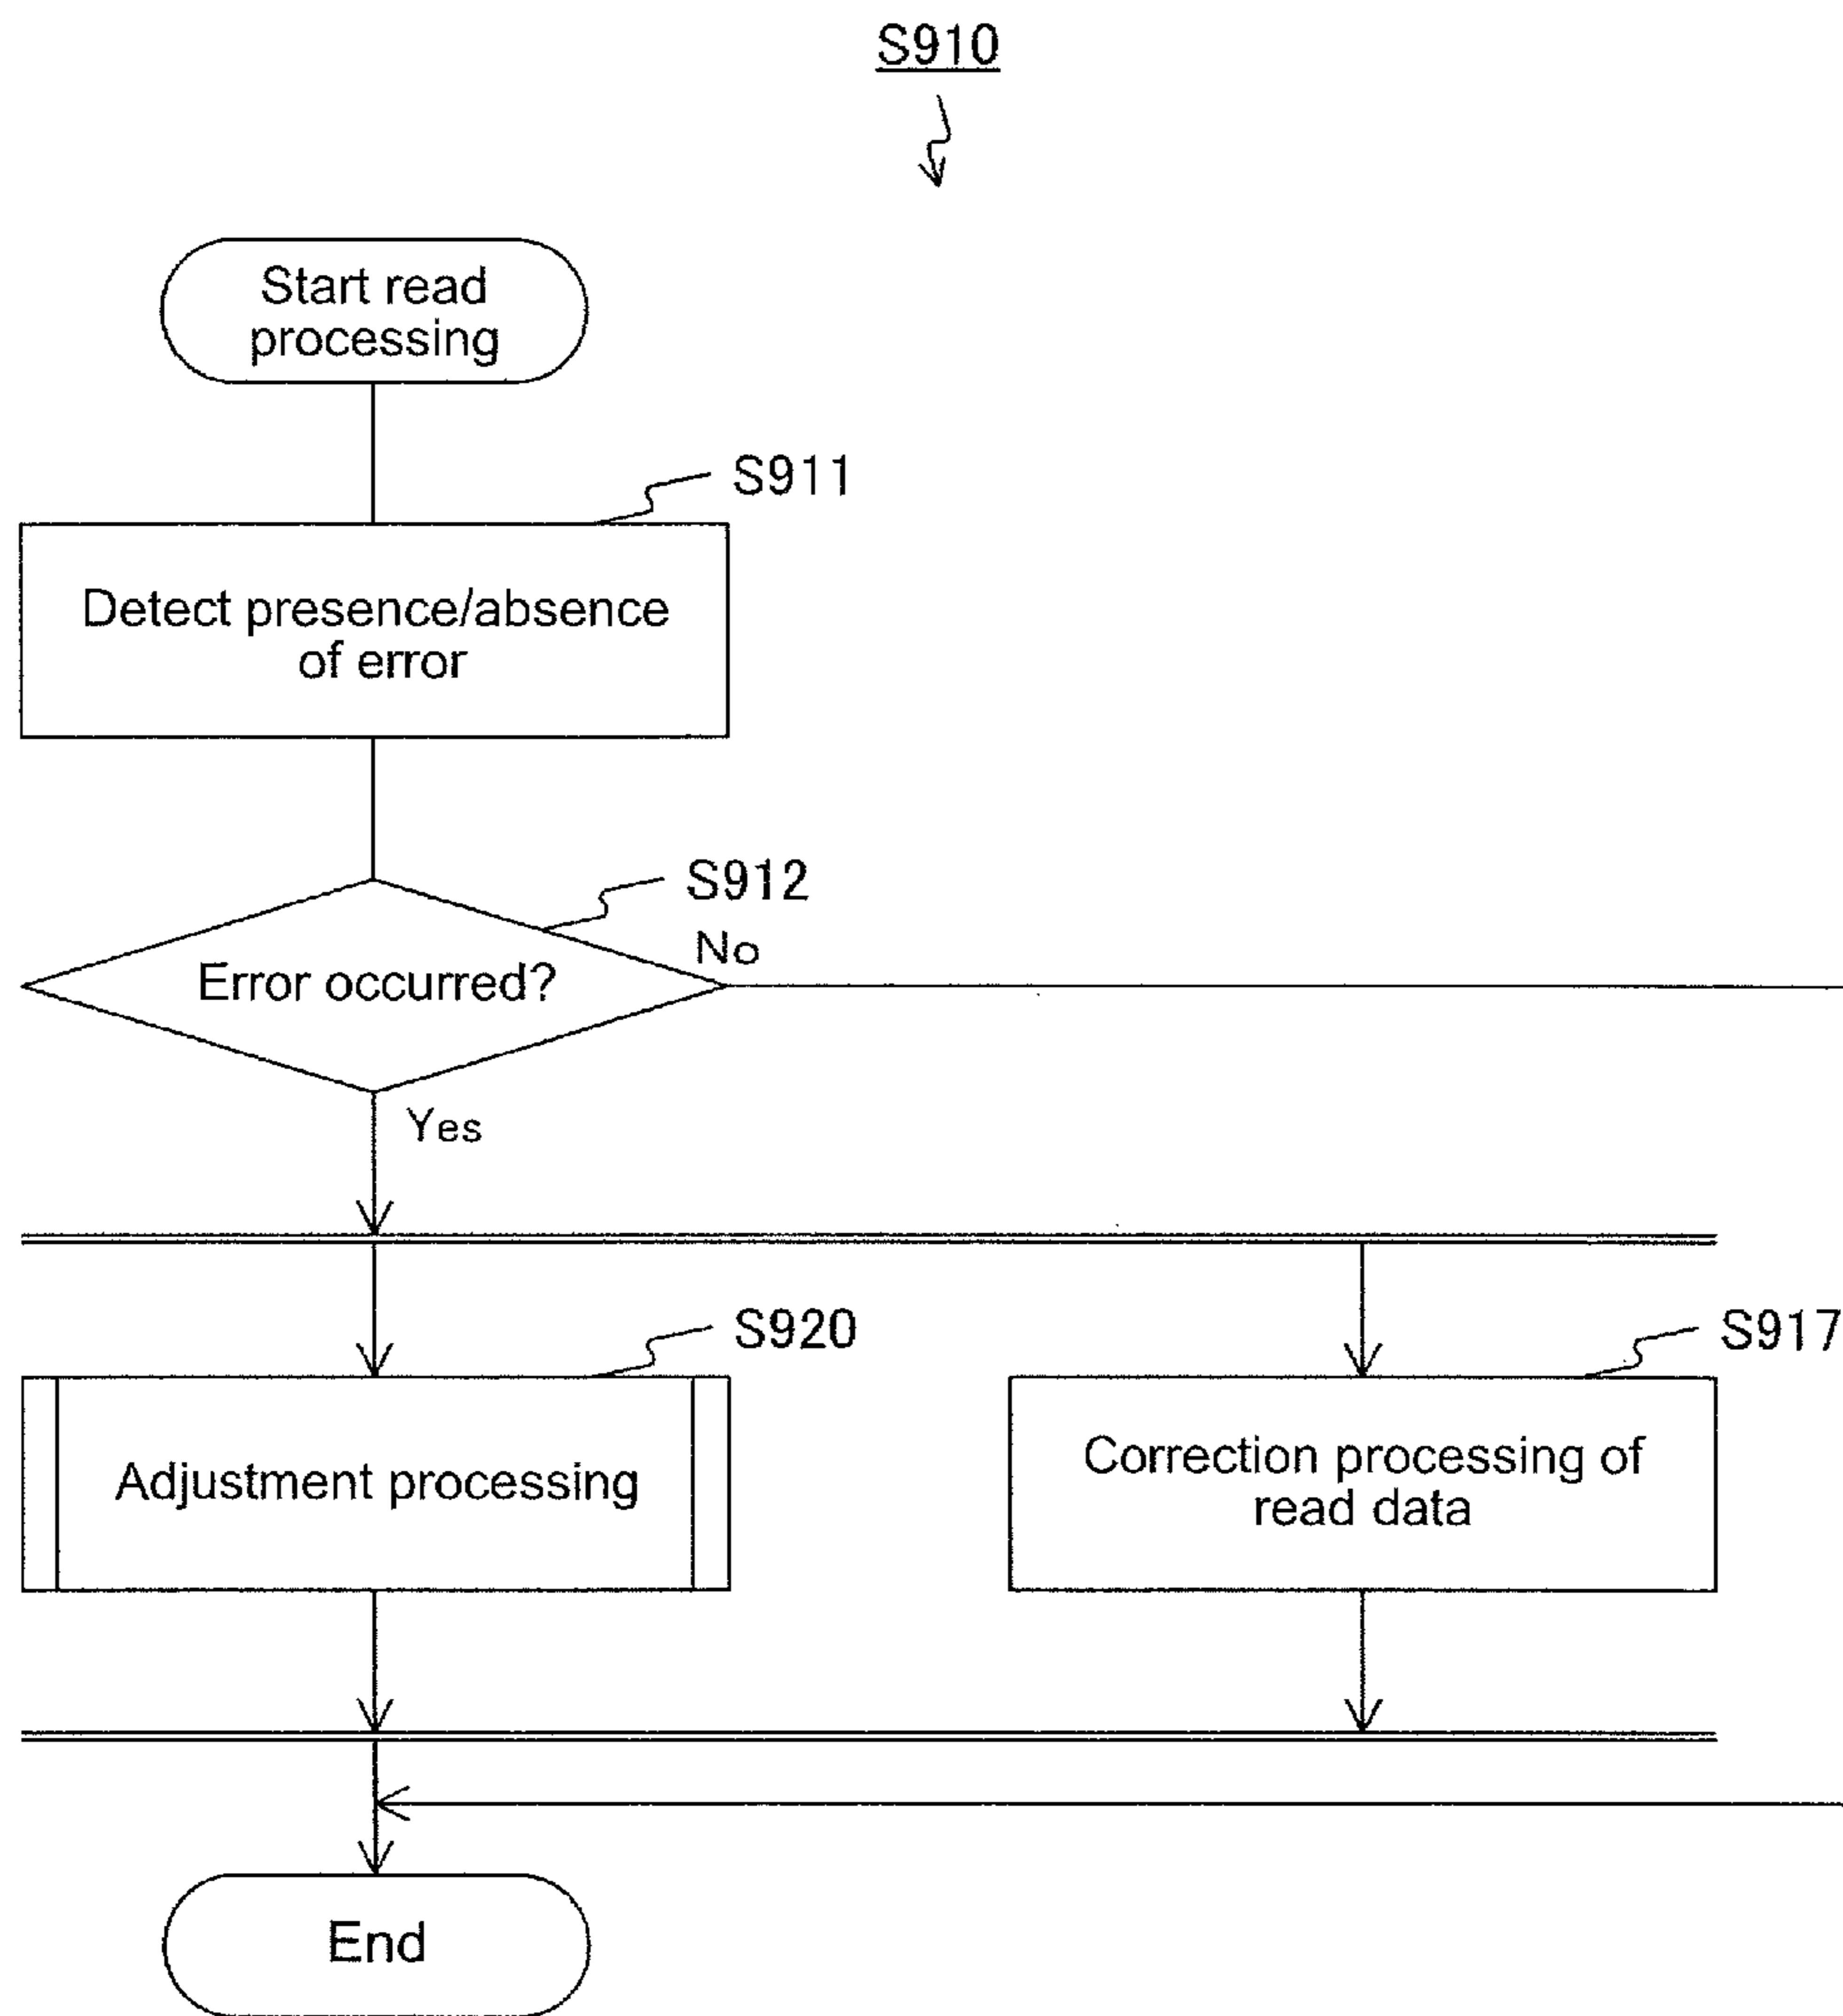 S910
Start read
processing
S911
Detect presence/absence
of error
S912
No
Error occurred?
Yes
S920
S917
Adjustment processing
Correction processing of
read data
End